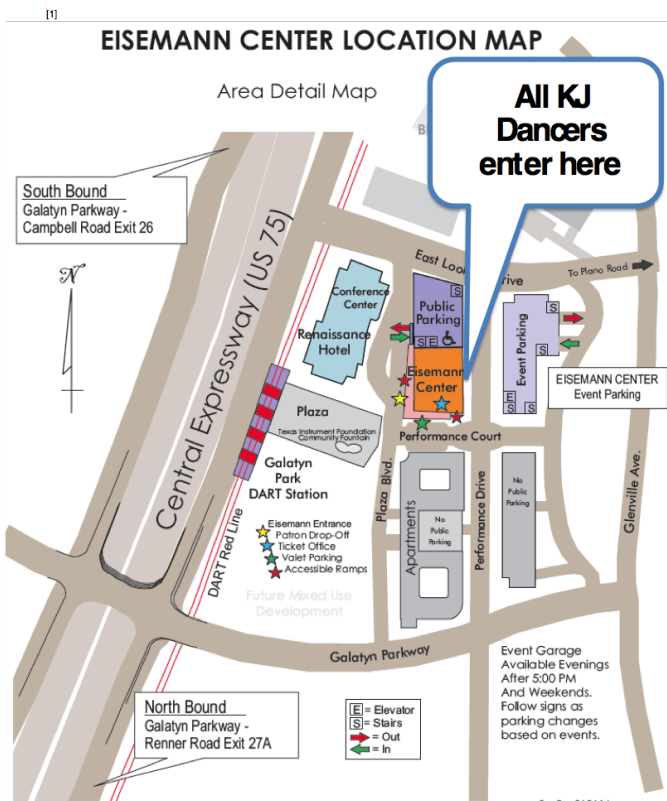 [1]
EISEMANN CENTER LOCATION MAP
Area Detail Map
All KJ
Dancers
enter here
B
South Bound
Galatyn Parkway -
Campbell Road Exit 26
N
Central Expressway (US 75)
East Loo
rive
To Plano Road
Conference
Center
Renaissance
Hotel
Public
Parking
S
S E
Eisemann
Center
Event Parking
S
S
E
S S
EISEMANN CENTER
Event Parking
Plaza
Texas Instrument Foundation
Community Fountain
Performance Court
Galatyn
Park
DART Station
Plaza Blvd.
Apartments
No
Public
Parking
Performance Drive
No
Public
Parking
Glenville Ave.
DART Red Line
Eisemann Entrance
Patron Drop-Off
Ticket Office
Valet Parking
Accessible Ramps
Future Mixed Use
Development
Galatyn Parkway
Event Garage
Available Evenings
After 5:00 PM
And Weekends.
Follow signs as
parking changes
based on events.
North Bound
Galatyn Parkway -
Renner Road Exit 27A
E = Elevator
S = Stairs
= Out
= In